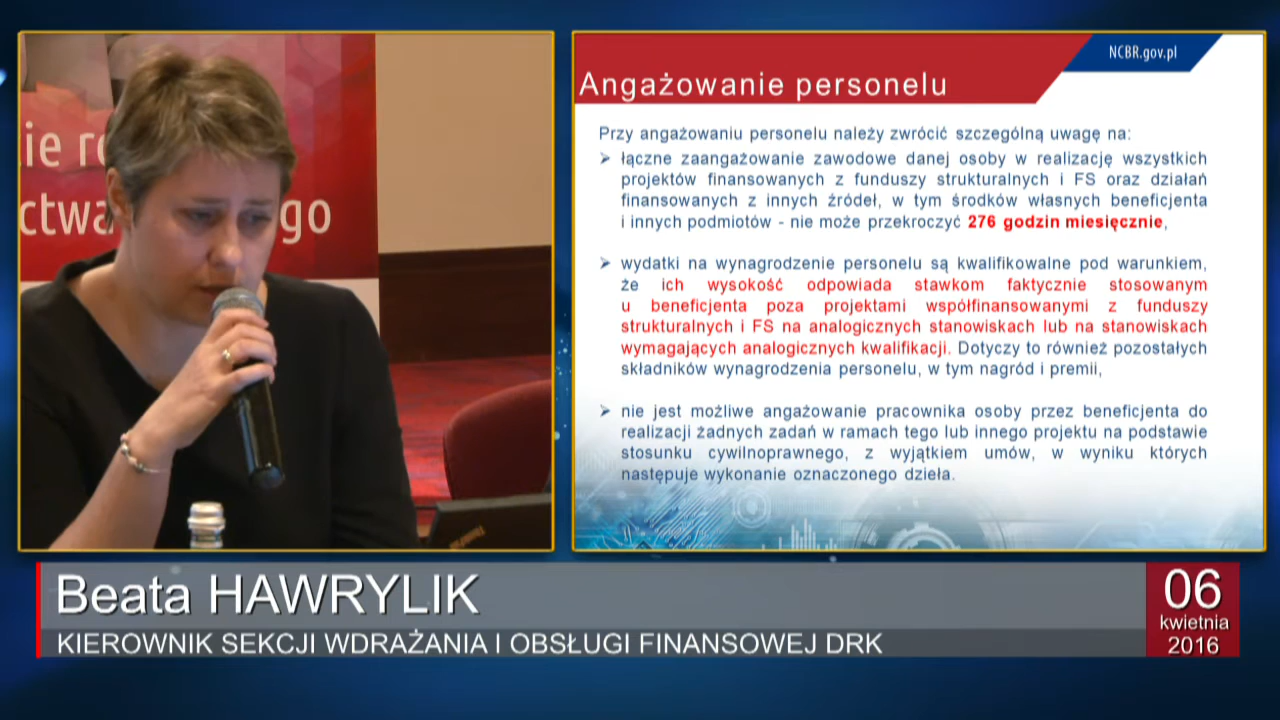 ie ro
ctwa
go
NCBR.gov.pl
Angażowanie personelu
Przy angażowaniu personelu należy zwrócić szczególną uwagę na:
➤ łączne zaangażowanie zawodowe danej osoby w realizację wszystkich
projektów finansowanych z funduszy strukturalnych i FS oraz działań
finansowanych z innych źródeł, w tym środków własnych beneficjenta
i innych podmiotów - nie może przekroczyć 276 godzin miesięcznie,
➤ wydatki na wynagrodzenie personelu są kwalifikowalne pod warunkiem,
że ich wysokość odpowiada stawkom faktycznie stosowanym
u beneficjenta poza projektami współfinansowanymi z funduszy
strukturalnych i FS na analogicznych stanowiskach lub na stanowiskach
wymagających analogicznych kwalifikacji. Dotyczy to również pozostałych
składników wynagrodzenia personelu, w tym nagród i premii,
➤ nie jest możliwe angażowanie pracownika osoby przez beneficjenta do
realizacji żadnych zadań w ramach tego lub innego projektu na podstawie
stosunku cywilnoprawnego, z wyjątkiem umów, w wyniku których
następuje wykonanie oznaczonego dzieła.
Beata HAWRYLIK
KIEROWNIK SEKCJI WDRAŻANIA I OBSŁUGI FINANSOWEJ DRK
06
kwietnia
2016